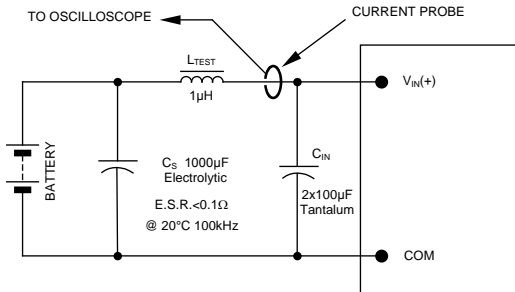 TO OSCILLOSCOPE
CURRENT PROBE
LTEST
1µH
VIN(+)
BATTERY
CS 1000µF
Electrolytic
E.S.R.<0.1Ω
@ 20°C 100kHz
CIN
2x100µF
Tantalum
COM